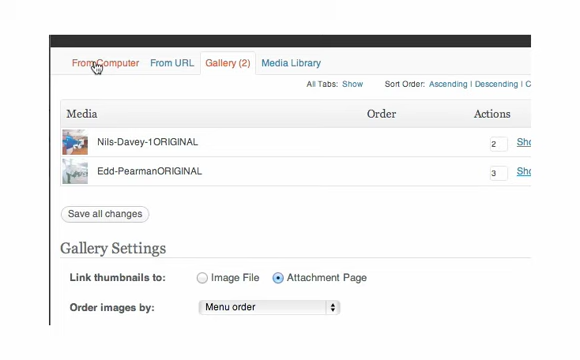 From Computer From URL Gallery (2) Media Library
All Tabs: Show Sort Order: Ascending | Descending | C
Media Order Actions
Nils-Davey-1ORIGINAL 2 Sho
Edd-PearmanORIGINAL 3 Sho
Save all changes
Gallery Settings
Link thumbnails to: Image File Attachment Page
Order images by: Menu order